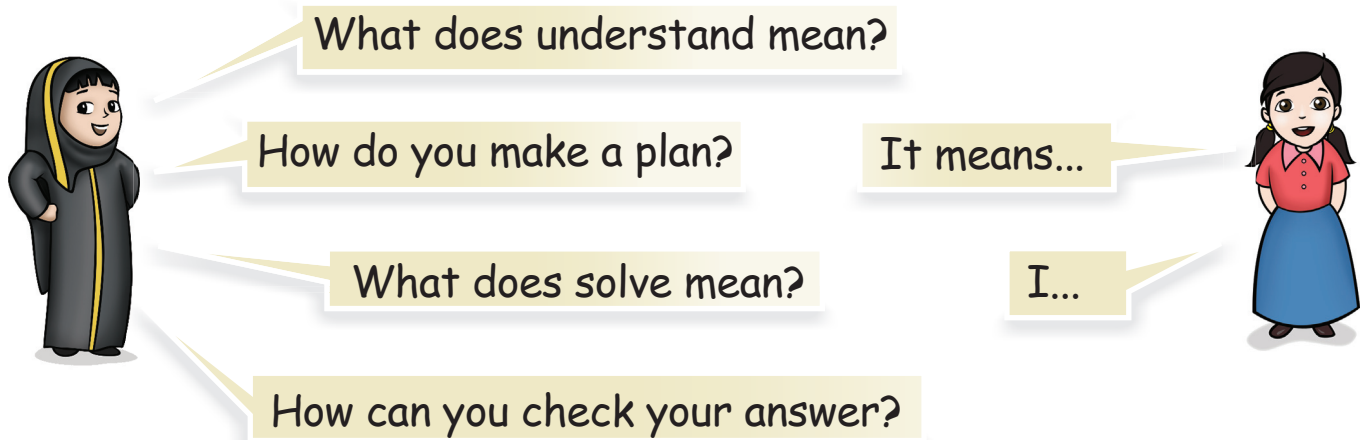 What does understand mean?
How do you make a plan?
It means...
What does solve mean?
I...
How can you check your answer?